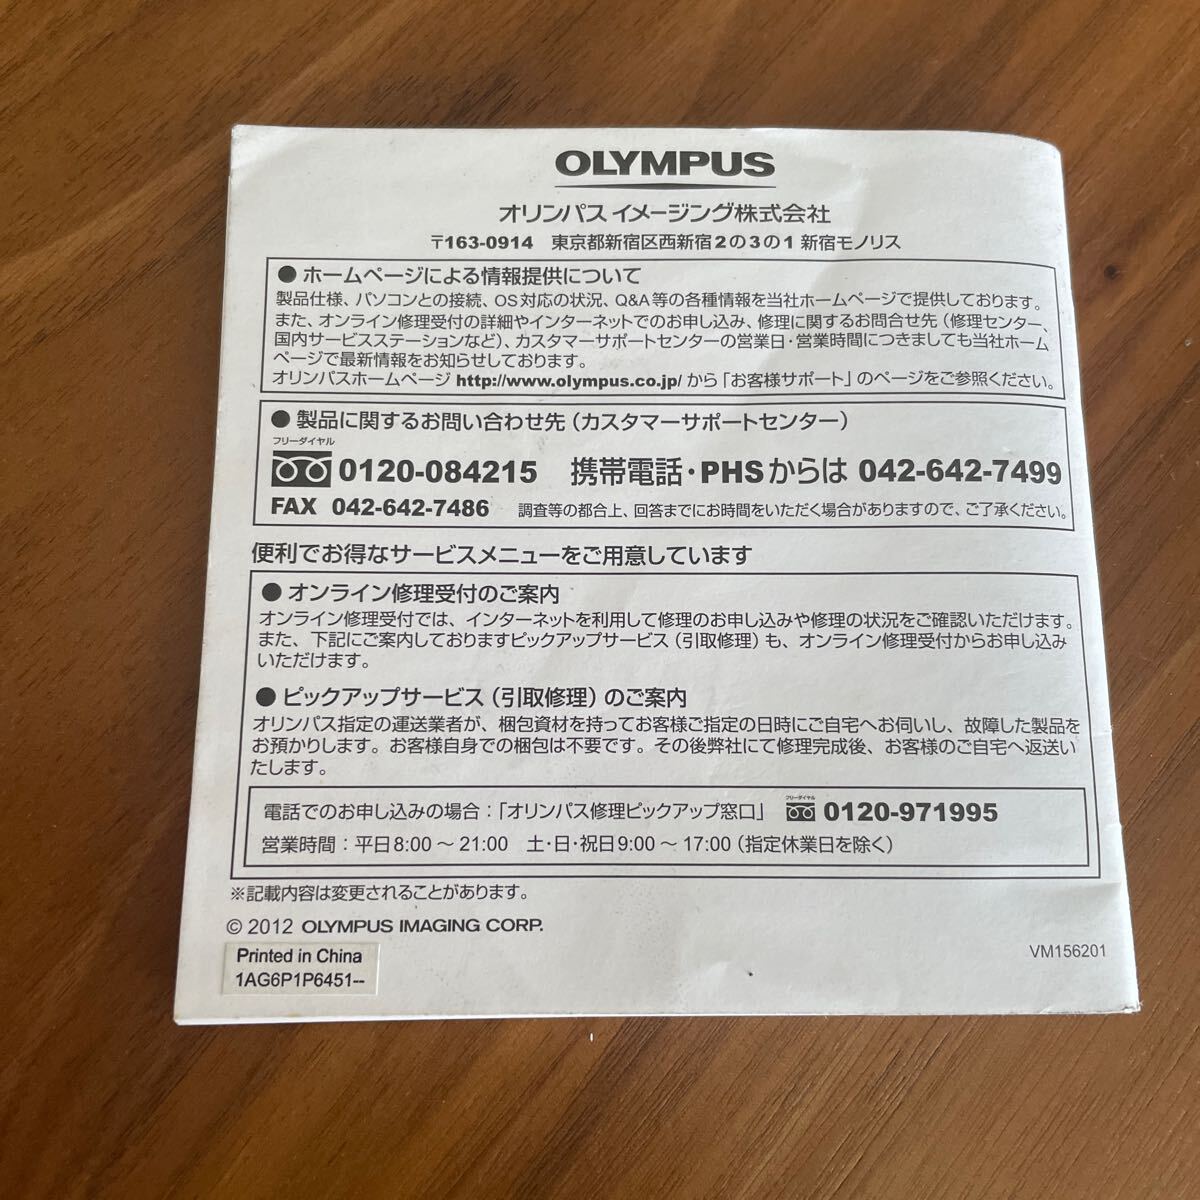 OLYMPUS
オリンパス イメージング株式会社
〒163-0914 東京都新宿区西新宿2の3の1 新宿モノリス
● ホームページによる情報提供について
製品仕様、パソコンとの接続、OS対応の状況、Q&A等の各種情報を当社ホームページで提供しております。
また、オンライン修理受付の詳細やインターネットでのお申し込み、修理に関するお問合せ先（修理センター、
国内サービスステーションなど）、カスタマーサポートセンターの営業日・営業時間につきましても当社ホーム
ページで最新情報をお知らせしております。
オリンパスホームページ http://www.olympus.co.jp/ から「お客様サポート」のページをご参照ください。
● 製品に関するお問い合わせ先（カスタマーサポートセンター）
フリーダイヤル
0120-084215 携帯電話・PHSからは 042-642-7499
FAX 042-642-7486 調査等の都合上、回答までにお時間をいただく場合がありますので、ご了承ください。
便利でお得なサービスメニューをご用意しています
● オンライン修理受付のご案内
オンライン修理受付では、インターネットを利用して修理のお申し込みや修理の状況をご確認いただけます。
また、下記にご案内しておりますピックアップサービス（引取修理）も、オンライン修理受付からお申し込み
いただけます。
● ピックアップサービス（引取修理）のご案内
オリンパス指定の運送業者が、梱包資材を持ってお客様ご指定の日時にご自宅へお伺いし、故障した製品を
お預かりします。お客様自身での梱包は不要です。その後弊社にて修理完成後、お客様のご自宅へ返送い
たします。
電話でのお申し込みの場合：「オリンパス修理ピックアップ窓口」 フリーダイヤル 0120-971995
営業時間：平日8:00 ～ 21:00 土・日・祝日9:00 ～ 17:00（指定休業日を除く）
※記載内容は変更されることがあります。
© 2012 OLYMPUS IMAGING CORP.
Printed in China
1AG6P1P6451--
VM156201